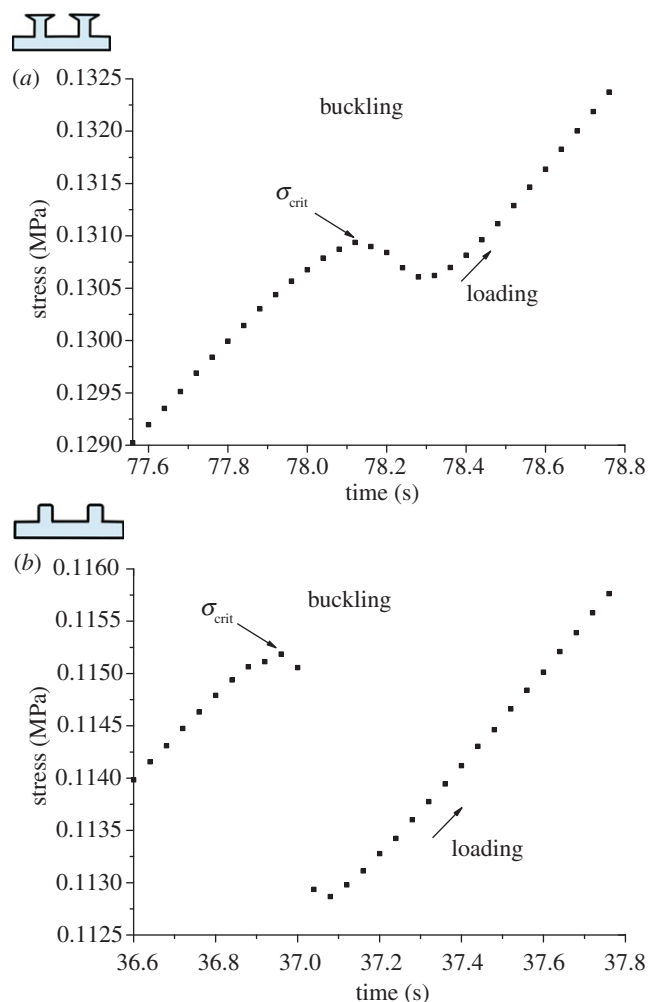 (a)
0.1325
0.1320
0.1315
0.1310
0.1305
0.1300
0.1295
0.1290
stress (MPa)
buckling
σcrit
loading
77.6 77.8 78.0 78.2 78.4 78.6 78.8
time (s)
(b)
0.1160
0.1155
0.1150
0.1145
0.1140
0.1135
0.1130
0.1125
stress (MPa)
buckling
σcrit
loading
36.6 36.8 37.0 37.2 37.4 37.6 37.8
time (s)